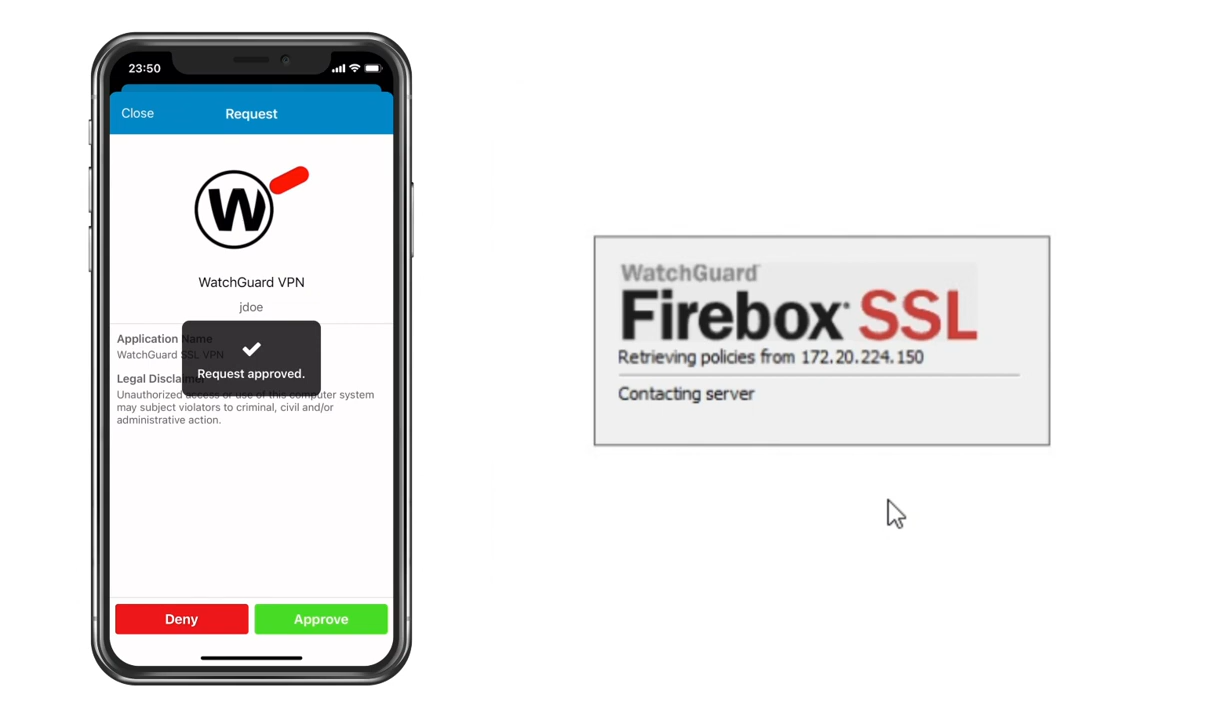 23:50
Close
Request
W
WatchGuard VPN
jdoe
Application Name
WatchGuard SSL VPN
Request approved.
Legal Disclaimer
Unauthorized access or use of this computer system
may subject violators to criminal, civil and/or
administrative action.
Deny
Approve
WatchGuard
Firebox SSL
Retrieving policies from 172.20.224.150
Contacting server